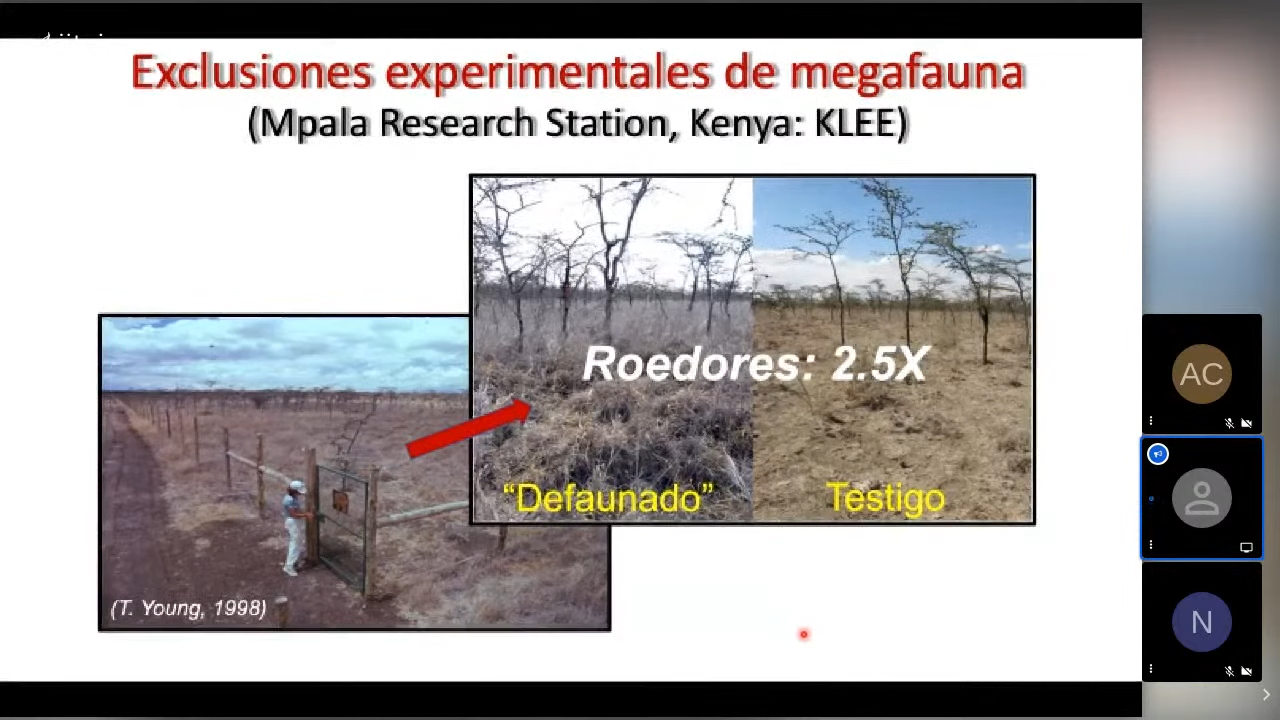 Exclusiones experimentales de megafauna
(Mpala Research Station, Kenya: KLEE)
Roedores: 2.5X
“Defaunado”
Testigo
(T. Young, 1998)
AC
N